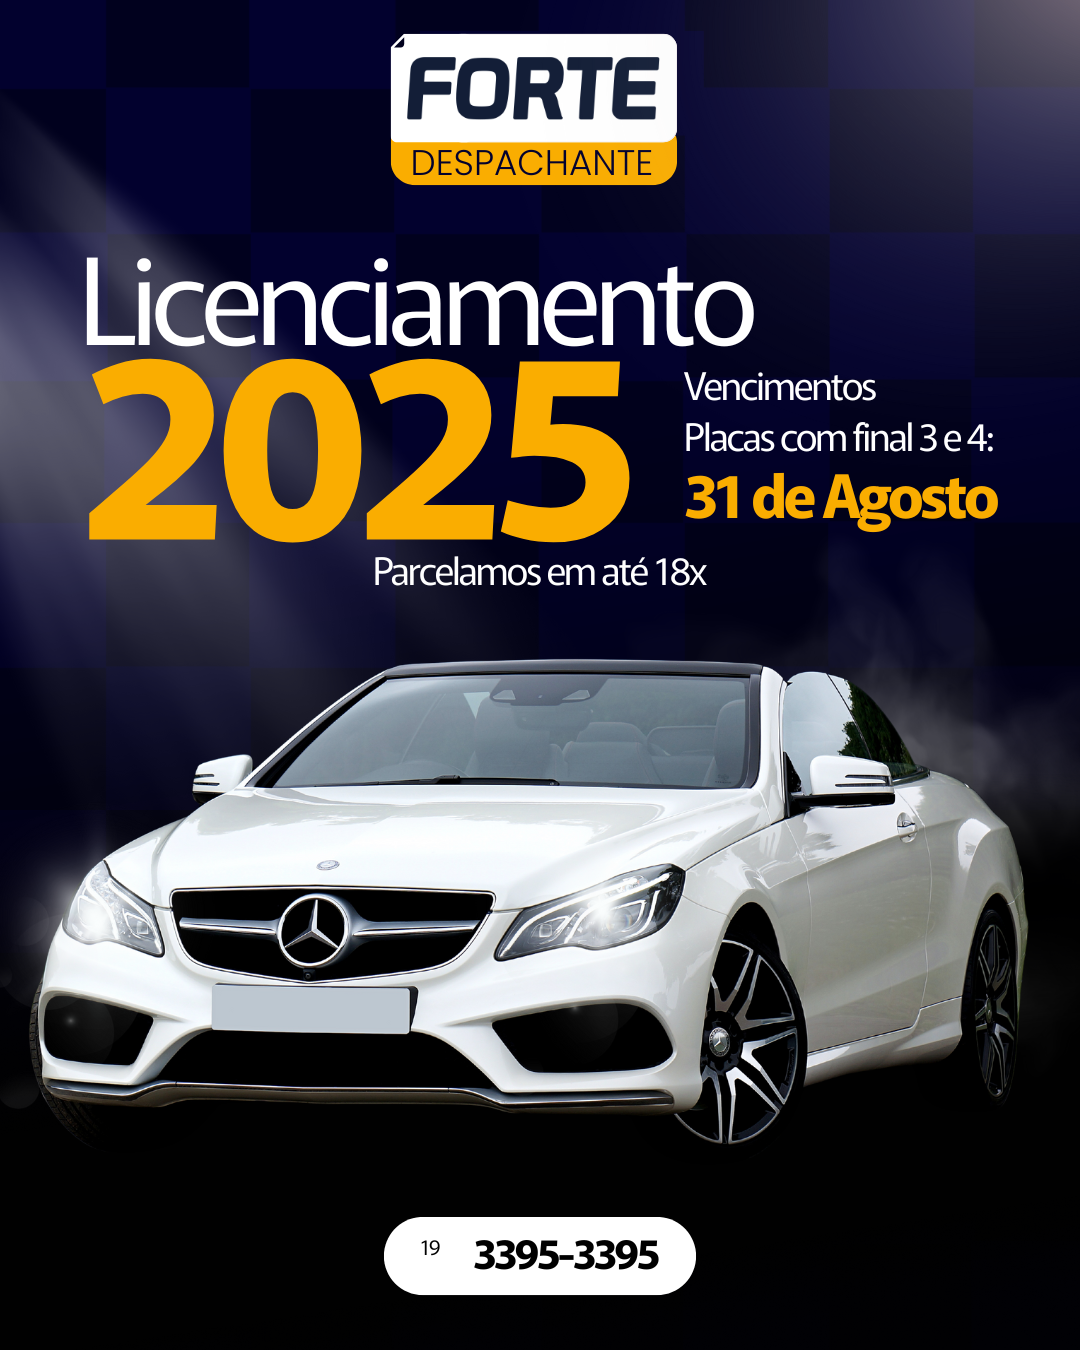 FORTE
DESPACHANTE
Licenciamento
2025
Vencimentos
Placas com final 3 e 4:
31 de Agosto
Parcelamos em até 18x
19 3395-3395